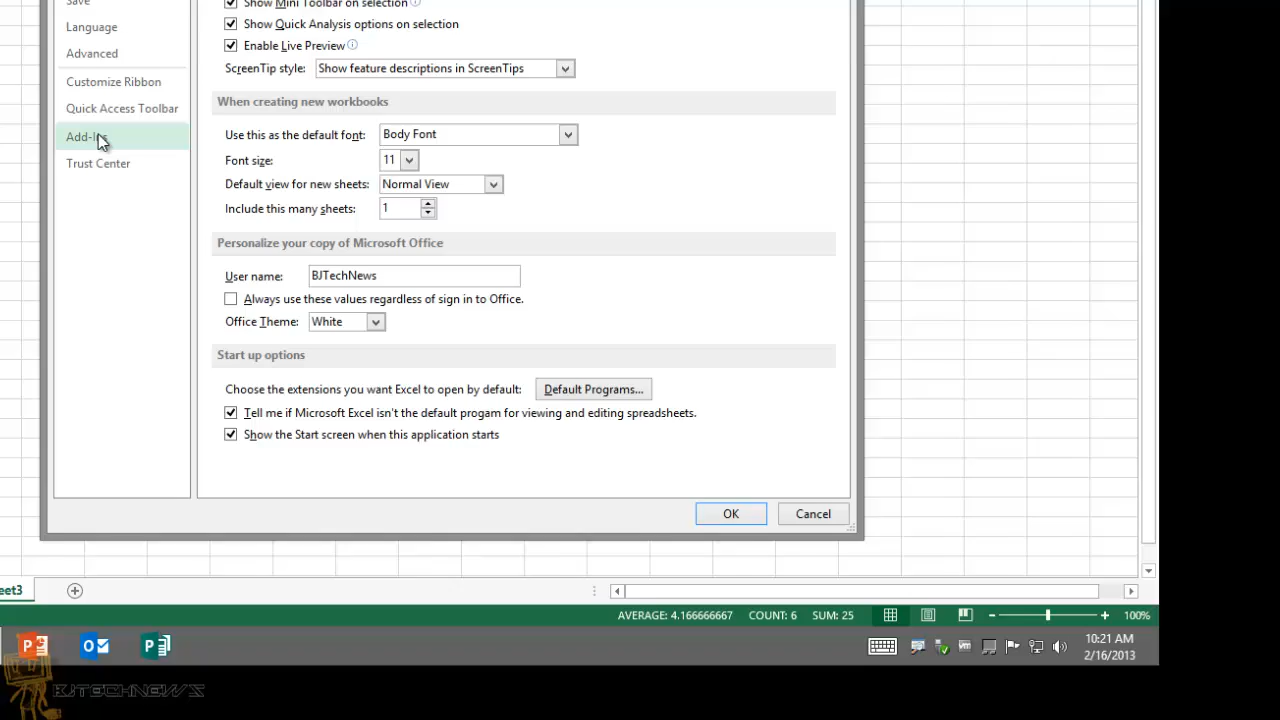 Save
Language
Advanced
Customize Ribbon
Quick Access Toolbar
Add-Ins
Trust Center
Show Mini Toolbar on selection
Show Quick Analysis options on selection
Enable Live Preview
ScreenTip style: Show feature descriptions in ScreenTips
When creating new workbooks
Use this as the default font: Body Font
Font size: 11
Default view for new sheets: Normal View
Include this many sheets: 1
Personalize your copy of Microsoft Office
User name: BJTechNews
Always use these values regardless of sign in to Office.
Office Theme: White
Start up options
Choose the extensions you want Excel to open by default: Default Programs...
Tell me if Microsoft Excel isn't the default progam for viewing and editing spreadsheets.
Show the Start screen when this application starts
OK Cancel
eet3
AVERAGE: 4.166666667 COUNT: 6 SUM: 25 100%
10:21 AM
2/16/2013
BJTECHNEWS